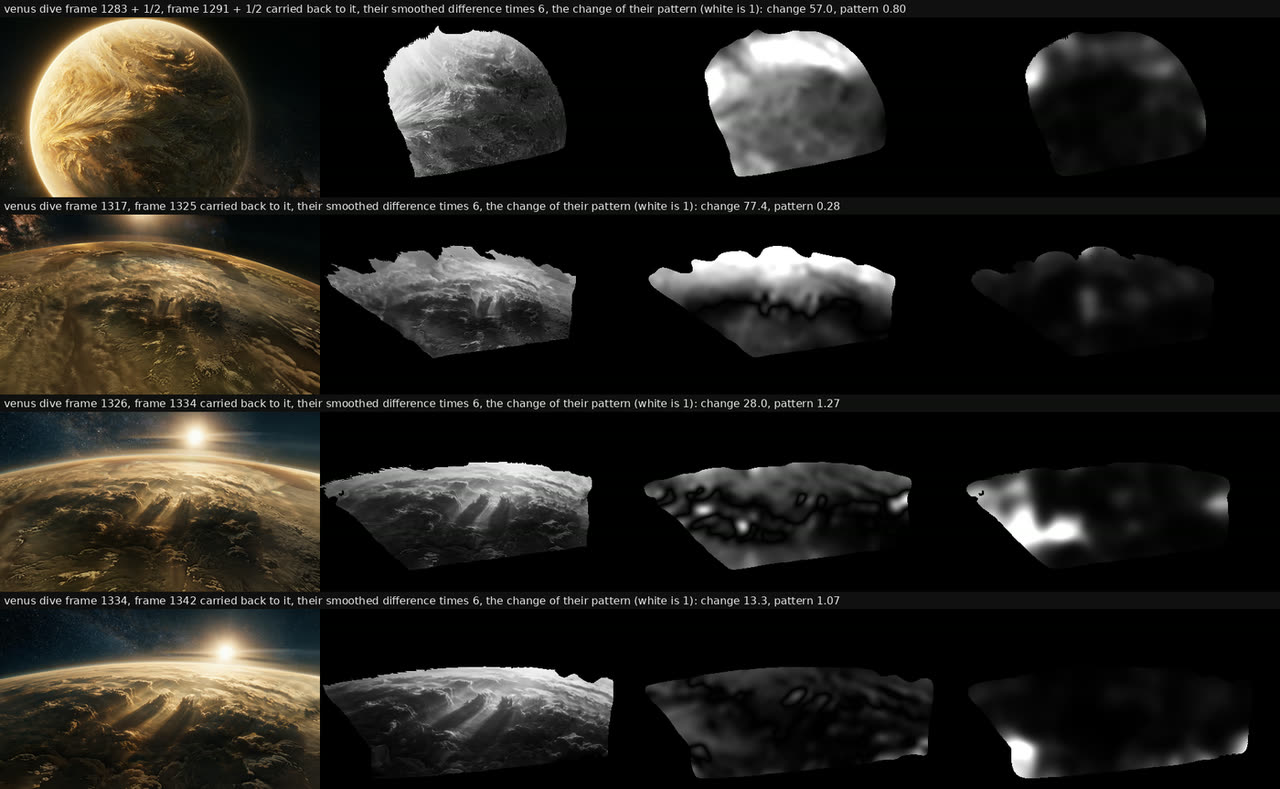 venus dive frame 1283 + 1/2, frame 1291 + 1/2 carried back to it, their smoothed difference times 6, the change of their pattern (white is 1): change 57.0, pattern 0.80
venus dive frame 1317, frame 1325 carried back to it, their smoothed difference times 6, the change of their pattern (white is 1): change 77.4, pattern 0.28
venus dive frame 1326, frame 1334 carried back to it, their smoothed difference times 6, the change of their pattern (white is 1): change 28.0, pattern 1.27
venus dive frame 1334, frame 1342 carried back to it, their smoothed difference times 6, the change of their pattern (white is 1): change 13.3, pattern 1.07